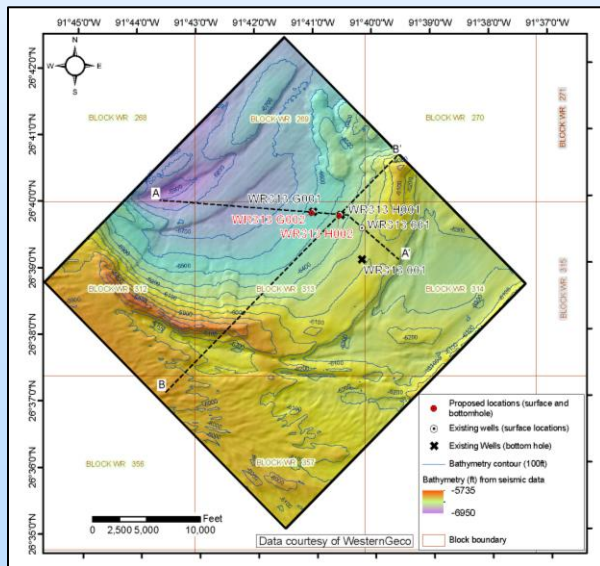 91°45'0"W 91°44'0"W 91°43'0"W 91°42'0"W 91°41'0"W 91°40'0"W 91°39'0"W 91°38'0"W 91°37'0"W
26°42'0"N
N
W E
S
26°41'0"N
BLOCK WR 268
BLOCK WR 269
BLOCK WR 270
BLOCK WR 271
26°40'0"N
A
B'
WR313 G001
WR313 G002
WR313 H001
WR313 H002
WR313 001
A'
WR313 001
26°39'0"N
BLOCK WR 312
BLOCK WR 313
BLOCK WR 314
BLOCK WR 315
26°38'0"N
26°37'0"N
B
26°36'0"N
BLOCK WR 356
BLOCK WR 357
26°35'0"N
Feet
0 2,500 5,000 10,000
Data courtesy of WesternGeco
Proposed locations (surface and
bottomhole)
Existing wells (surface locations)
Existing Wells (bottom hole)
Bathymetry contour (100ft)
Bathymetry (ft) from seismic data
-5735
-6950
Block boundary